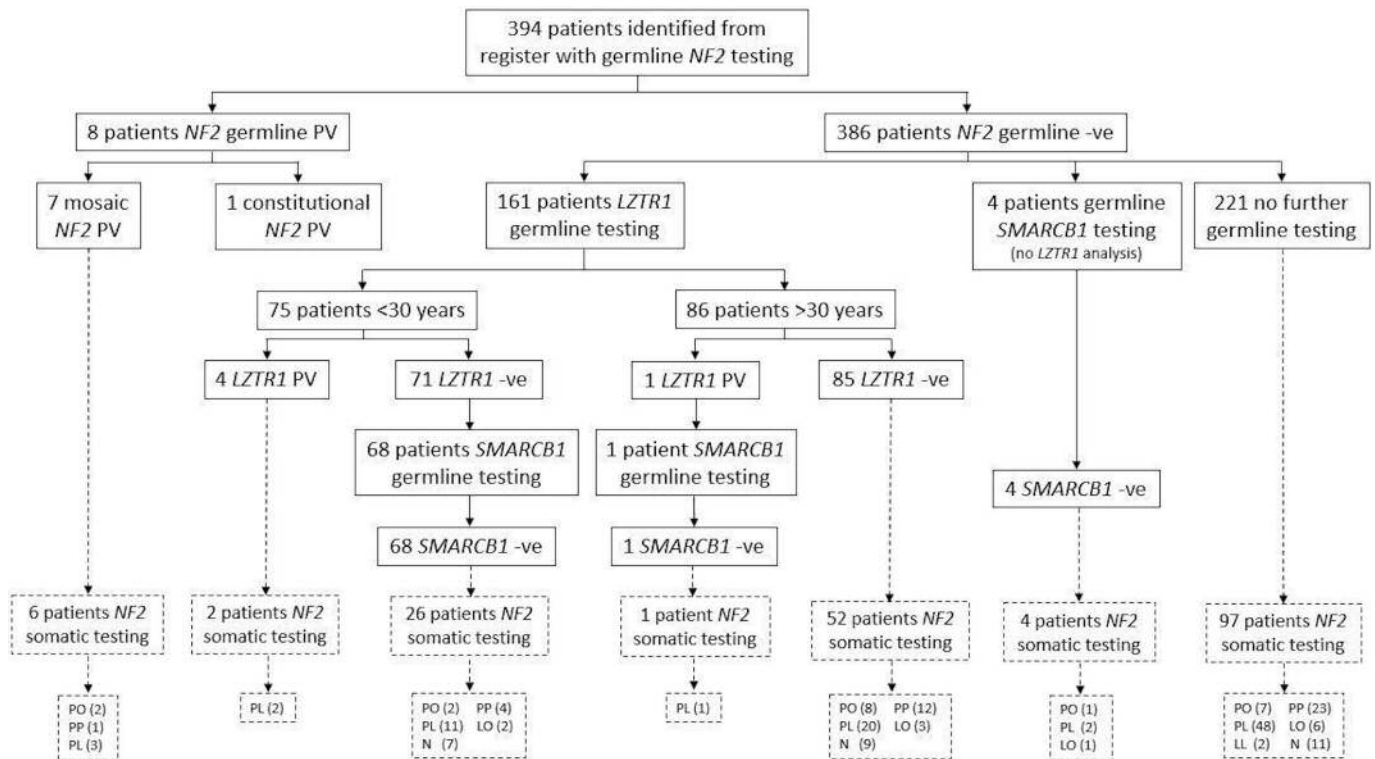 394 patients identified from
register with germline NF2 testing
8 patients NF2 germline PV
386 patients NF2 germline -ve
7 mosaic
NF2 PV
1 constitutional
NF2 PV
161 patients LZTR1
germline testing
4 patients germline
SMARCB1 testing
(no LZTR1 analysis)
221 no further
germline testing
75 patients <30 years
86 patients >30 years
4 LZTR1 PV
71 LZTR1 -ve
1 LZTR1 PV
85 LZTR1 -ve
68 patients SMARCB1
germline testing
1 patient SMARCB1
germline testing
4 SMARCB1 -ve
68 SMARCB1 -ve
1 SMARCB1 -ve
6 patients NF2
somatic testing
2 patients NF2
somatic testing
26 patients NF2
somatic testing
1 patient NF2
somatic testing
52 patients NF2
somatic testing
4 patients NF2
somatic testing
97 patients NF2
somatic testing
PO (2)
PP (1)
PL (3)
PL (2)
PO (2) PP (4)
PL (11) LO (2)
N (7)
PL (1)
PO (8) PP (12)
PL (20) LO (3)
N (9)
PO (1)
PL (2)
LO (1)
PO (7) PP (23)
PL (48) LO (6)
LL (2) N (11)